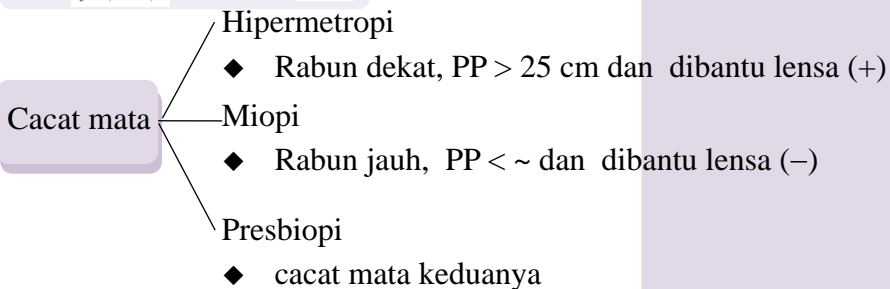 Hipermetropi
◆ Rabun dekat, PP > 25 cm dan dibantu lensa (+)
Cacat mata
Miopi
◆ Rabun jauh, PP < ~ dan dibantu lensa (–)
Presbiopi
◆ cacat mata keduanya